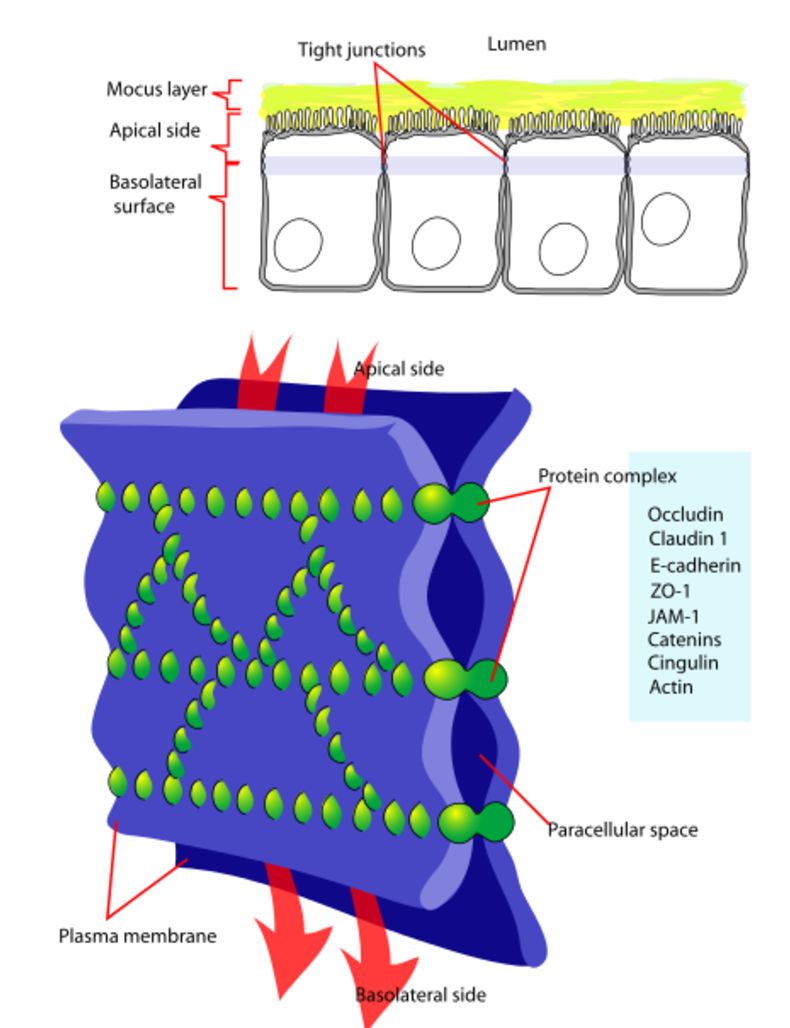 Tight junctions
Lumen
Mocus layer
Apical side
Basolateral
surface
Apical side
Protein complex
Occludin
Claudin 1
E-cadherin
ZO-1
JAM-1
Catenins
Cingulin
Actin
Paracellular space
Plasma membrane
Basolateral side